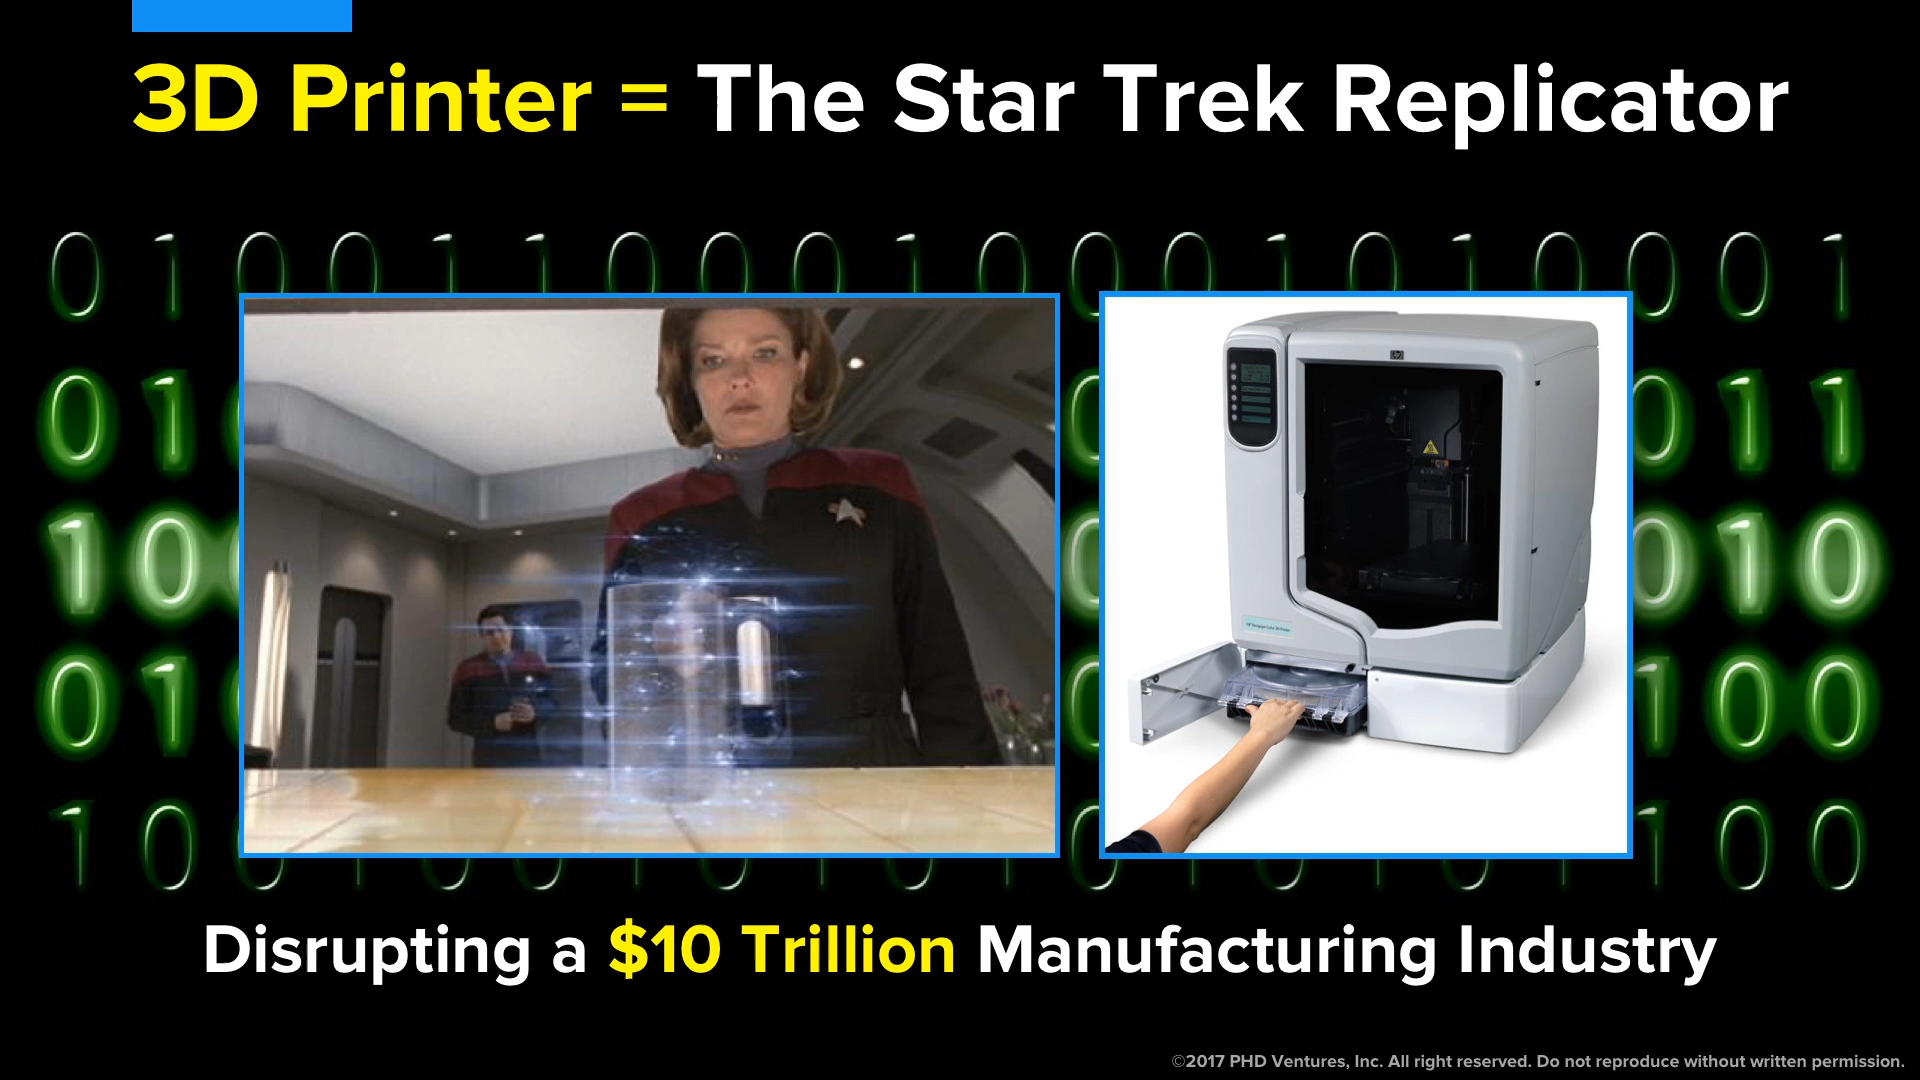 3D Printer = The Star Trek Replicator
0 1 0 0 1 1 0 0 0 1 0 0 0 1 0 1 0 0 0 1
hp
Disrupting a $10 Trillion Manufacturing Industry
©2017 PHD Ventures, Inc. All right reserved. Do not reproduce without written permission.